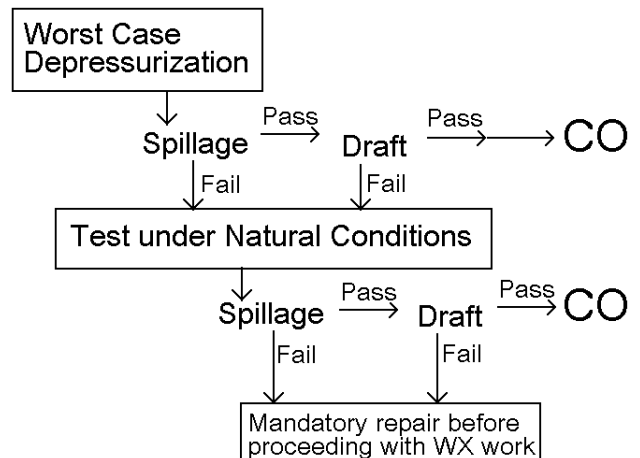 Worst Case
Depressurization
Pass
Pass
Spillage
Draft
CO
Fail
Fail
Test under Natural Conditions
Pass
Pass
Spillage
Draft
CO
Fail
Fail
Mandatory repair before
proceeding with WX work